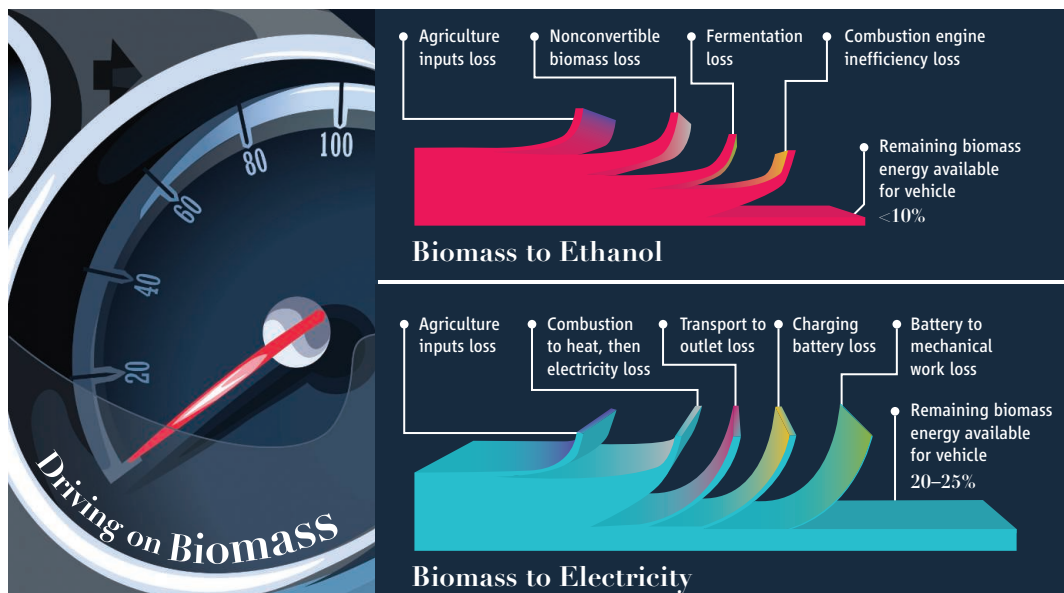 100
80
60
40
20
Driving on Biomass
Agriculture
inputs loss
Nonconvertible
biomass loss
Fermentation
loss
Combustion engine
inefficiency loss
Remaining biomass
energy available
for vehicle
<10%
Biomass to Ethanol
Agriculture
inputs loss
Combustion
to heat, then
electricity loss
Transport to
outlet loss
Charging
battery loss
Battery to
mechanical
work loss
Remaining biomass
energy available
for vehicle
20–25%
Biomass to Electricity